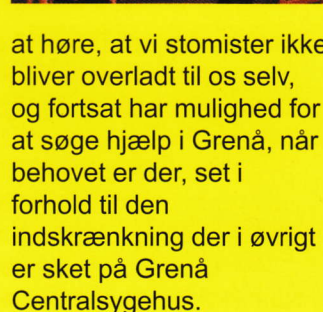 at høre, at vi stomister ikke
bliver overladt til os selv,
og fortsat har mulighed for
at søge hjælp i Grenå, når
behovet er der, set i
forhold til den
indskrænkning der i øvrigt
er sket på Grenå
Centralsygehus.